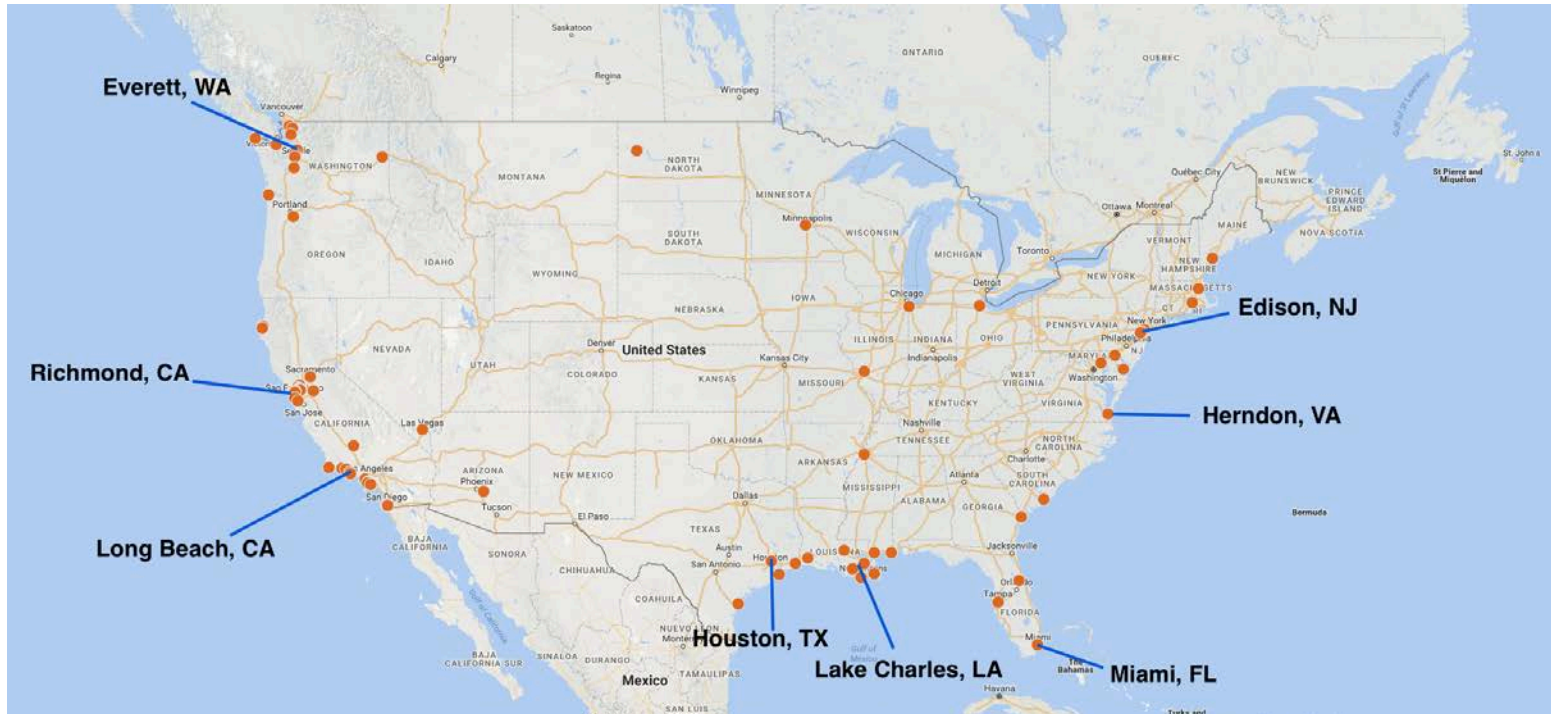 Saskatoon
Calgary
Regina
Winnipeg
ONTARIO
QUEBEC
Gulf of St Lawrence
Everett, WA
Vancouver
Seattle
WASHINGTON
MONTANA
NORTH
DAKOTA
MINNESOTA
Minneapolis
Québec City
NEW
BRUNSWICK
PRINCE
EDWARD
ISLAND
NOVA SCOTIA
St. John's
St Pierre and
Miquelon
Ottawa
Montreal
MAINE
VERMONT
NEW
HAMPSHIRE
Portland
OREGON
IDAHO
SOUTH
DAKOTA
WISCONSIN
MICHIGAN
Toronto
Detroit
NEW YORK
MASSACHUSETTS
CT
RI
WYOMING
IOWA
Chicago
NEBRASKA
PENNSYLVANIA
New York
Edison, NJ
ILLINOIS
INDIANA
OHIO
Philadelphia
NJ
NEVADA
UTAH
Denver
United States
Kansas City
Indianapolis
MARYLAND
Washington
Richmond, CA
Sacramento
San Jose
COLORADO
KANSAS
MISSOURI
WEST
VIRGINIA
KENTUCKY
VIRGINIA
Herndon, VA
CALIFORNIA
Las Vegas
Nashville
TENNESSEE
NORTH
CAROLINA
Charlotte
OKLAHOMA
ARKANSAS
Los Angeles
ARIZONA
Phoenix
NEW MEXICO
Atlanta
SOUTH
CAROLINA
MISSISSIPPI
ALABAMA
GEORGIA
San Diego
Tucson
Dallas
Bermuda
El Paso
TEXAS
Long Beach, CA
BAJA
CALIFORNIA
SONORA
CHIHUAHUA
Austin
San Antonio
Houston
LOUISIANA
Jacksonville
Orlando
Tampa
FLORIDA
COAHUILA
Gulf of California
NUEVO LEON
Houston, TX
Gulf of
Mexico
Miami
Lake Charles, LA
Miami, FL
The
Bahamas
BAJA
CALIFORNIA SUR
SINALOA
DURANGO
Mexico
TAMAULIPAS
SAN LUIS
Havana
Turks and